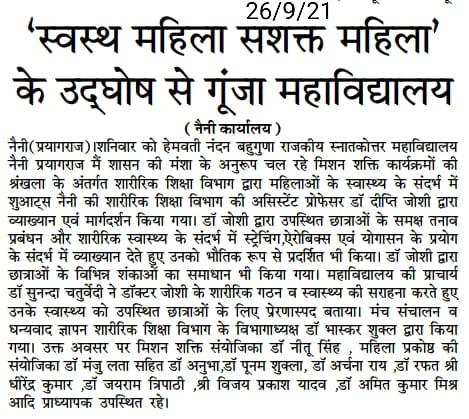 26/9/21
‘स्वस्थ महिला सशक्त महिला’
के उद्घोष से गूंजा महाविद्यालय
( नैनी कार्यालय )
नैनी(प्रयागराज)।शनिवार को हेमवती नंदन बहुगुणा राजकीय स्नातकोत्तर महाविद्यालय
नैनी प्रयागराज में शासन की मंशा के अनुरूप चल रहे मिशन शक्ति कार्यक्रमों की
श्रंखला के अंतर्गत शारीरिक शिक्षा विभाग द्वारा महिलाओं के स्वास्थ्य के संदर्भ में
शुआट्स नैनी की शारीरिक शिक्षा विभाग की असिस्टेंट प्रोफेसर डॉ दीप्ति जोशी द्वारा
व्याख्यान एवं मार्गदर्शन किया गया। डॉ जोशी द्वारा उपस्थित छात्राओं के समक्ष तनाव
प्रबंधन और शारीरिक स्वास्थ्य के संदर्भ में स्ट्रेचिंग,ऐरोबिक्स एवं योगासन के प्रयोग
के संदर्भ में व्याख्यान देते हुए उनको भौतिक रूप से प्रदर्शित भी किया। डॉ जोशी द्वारा
छात्राओं के विभिन्न शंकाओं का समाधान भी किया गया। महाविद्यालय की प्राचार्य
डॉ सुनन्दा चतुर्वेदी ने डॉक्टर जोशी के शारीरिक गठन व स्वास्थ्य की सराहना करते हुए
उनके स्वास्थ्य को उपस्थित छात्राओं के लिए प्रेरणास्पद बताया। मंच संचालन व
धन्यवाद ज्ञापन शारीरिक शिक्षा विभाग के विभागाध्यक्ष डॉ भास्कर शुक्ल द्वारा किया
गया। उक्त अवसर पर मिशन शक्ति संयोजिका डॉ नीतू सिंह , महिला प्रकोष्ठ की
संयोजिका डॉ मंजु लता सहित डॉ अनुभा,डॉ पूनम शुक्ला, डॉ अर्चना राय ,डॉ रफत श्री
धीरेंद्र कुमार ,डॉ जयराम त्रिपाठी ,श्री विजय प्रकाश यादव ,डॉ अमित कुमार मिश्र
आदि प्राध्यापक उपस्थित रहे।